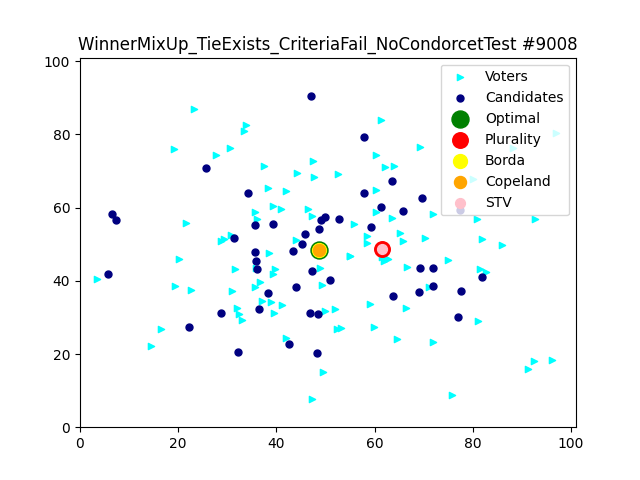 WinnerMixUp_TieExists_CriteriaFail_NoCondorcetTest #9008
100
80
60
40
20
0
0 20 40 60 80 100
Voters
Candidates
Optimal
Plurality
Borda
Copeland
STV